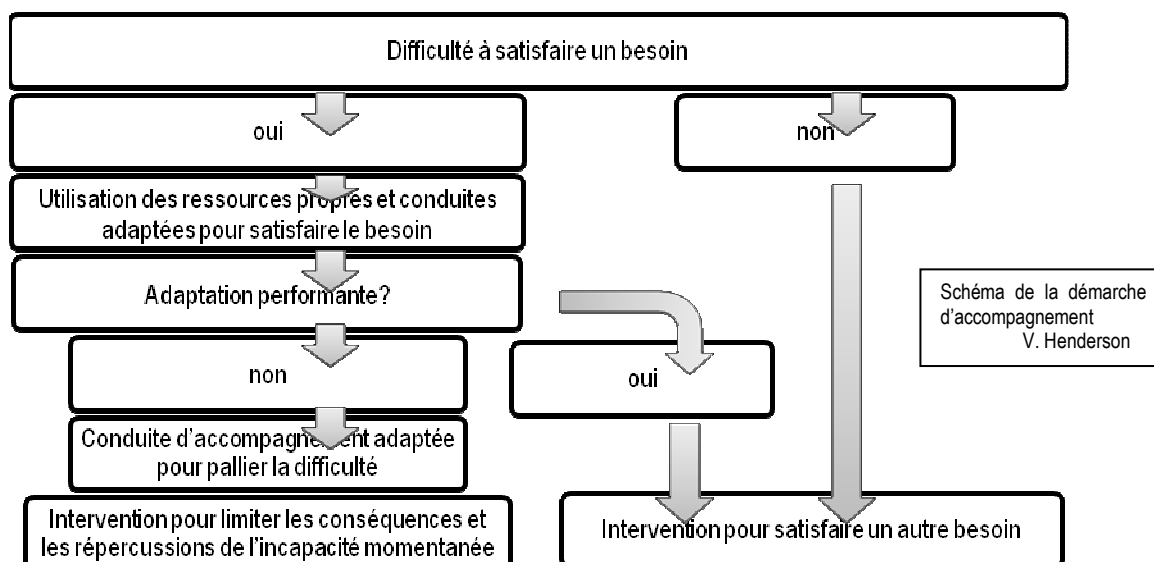 Difficulté à satisfaire un besoin
oui
non
Utilisation des ressources propres et conduites
adaptées pour satisfaire le besoin
Adaptation performante?
Schéma de la démarche
d’accompagnement
V. Henderson
non
oui
Conduite d’accompagnement adaptée
pour pallier la difficulté
Intervention pour limiter les conséquences et
les répercussions de l’incapacité momentanée
Intervention pour satisfaire un autre besoin